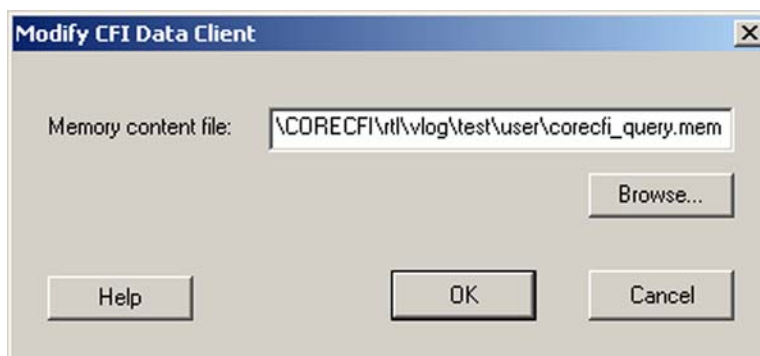 Modify CFI Data Client
Memory content file: \CORECFI\rtl\vlog\test\user\corecfi_query.mem
Browse...
Help OK Cancel